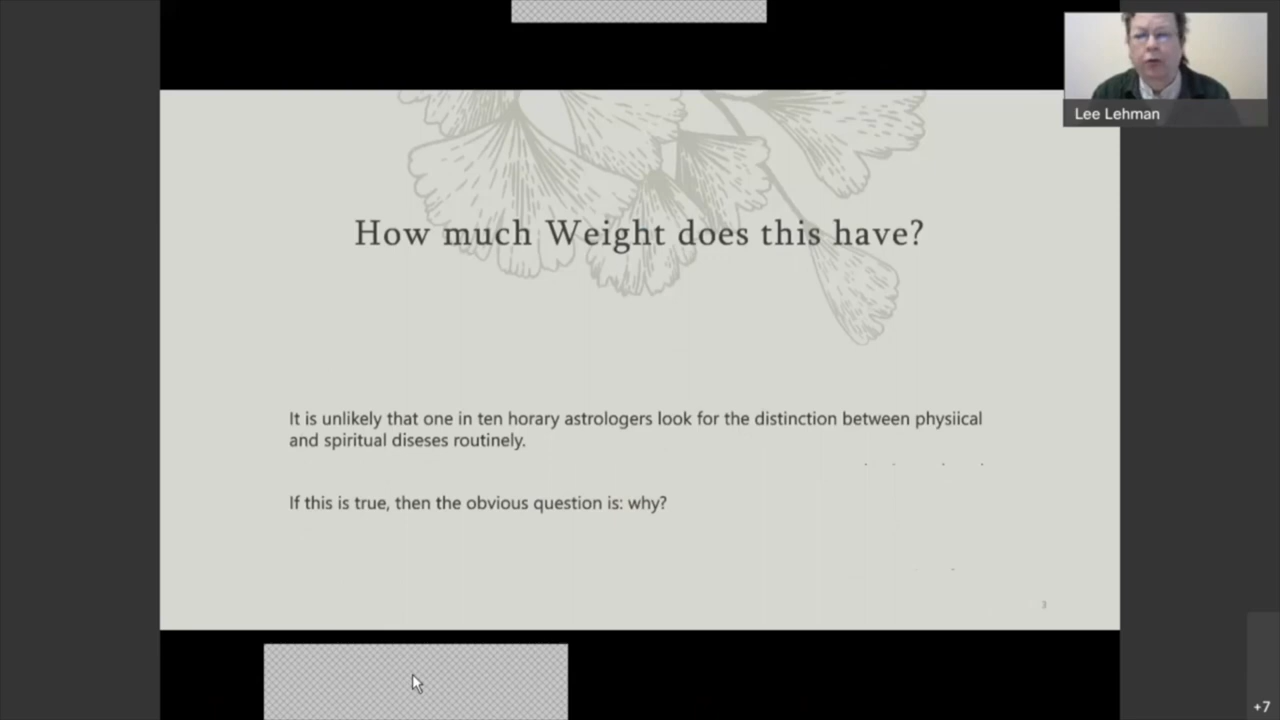 Lee Lehman
How much Weight does this have?
It is unlikely that one in ten horary astrologers look for the distinction between physiical
and spiritual diseses routinely.
If this is true, then the obvious question is: why?
3
+7